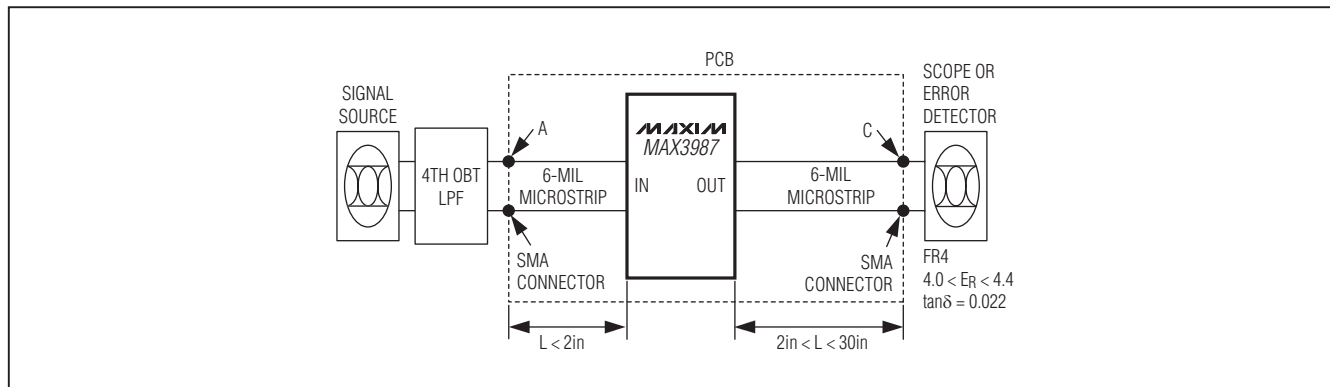 PCB
SIGNAL
SOURCE
4TH OBT
LPF
A
6-MIL
MICROSTRIP
SMA
CONNECTOR
MAXIM
MAX3987
IN
OUT
C
6-MIL
MICROSTRIP
SMA
CONNECTOR
SCOPE OR
ERROR
DETECTOR
FR4
4.0 < ER < 4.4
tanδ = 0.022
L < 2in
2in < L < 30in